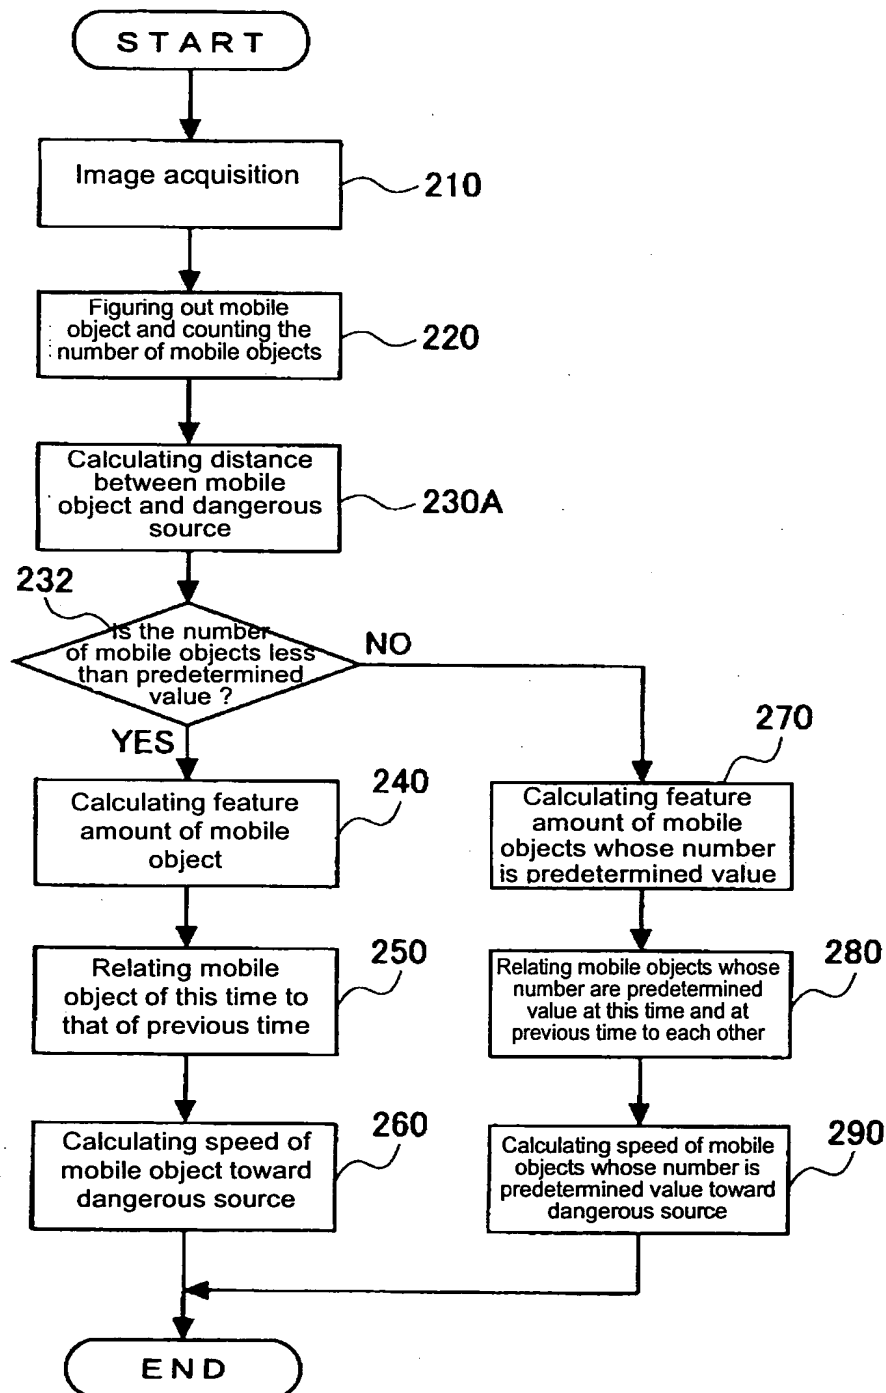 START
Image acquisition
210
Figuring out mobile
object and counting the
number of mobile objects
220
Calculating distance
between mobile
object and dangerous
source
230A
232
Is the number
of mobile objects less
than predetermined
value ?
NO
YES
240
Calculating feature
amount of mobile
object
270
Calculating feature
amount of mobile
objects whose number
is predetermined value
250
Relating mobile
object of this time to
that of previous time
280
Relating mobile objects whose
number are predetermined
value at this time and at
previous time to each other
260
Calculating speed of
mobile object toward
dangerous source
290
Calculating speed of mobile
objects whose number is
predetermined value toward
dangerous source
END